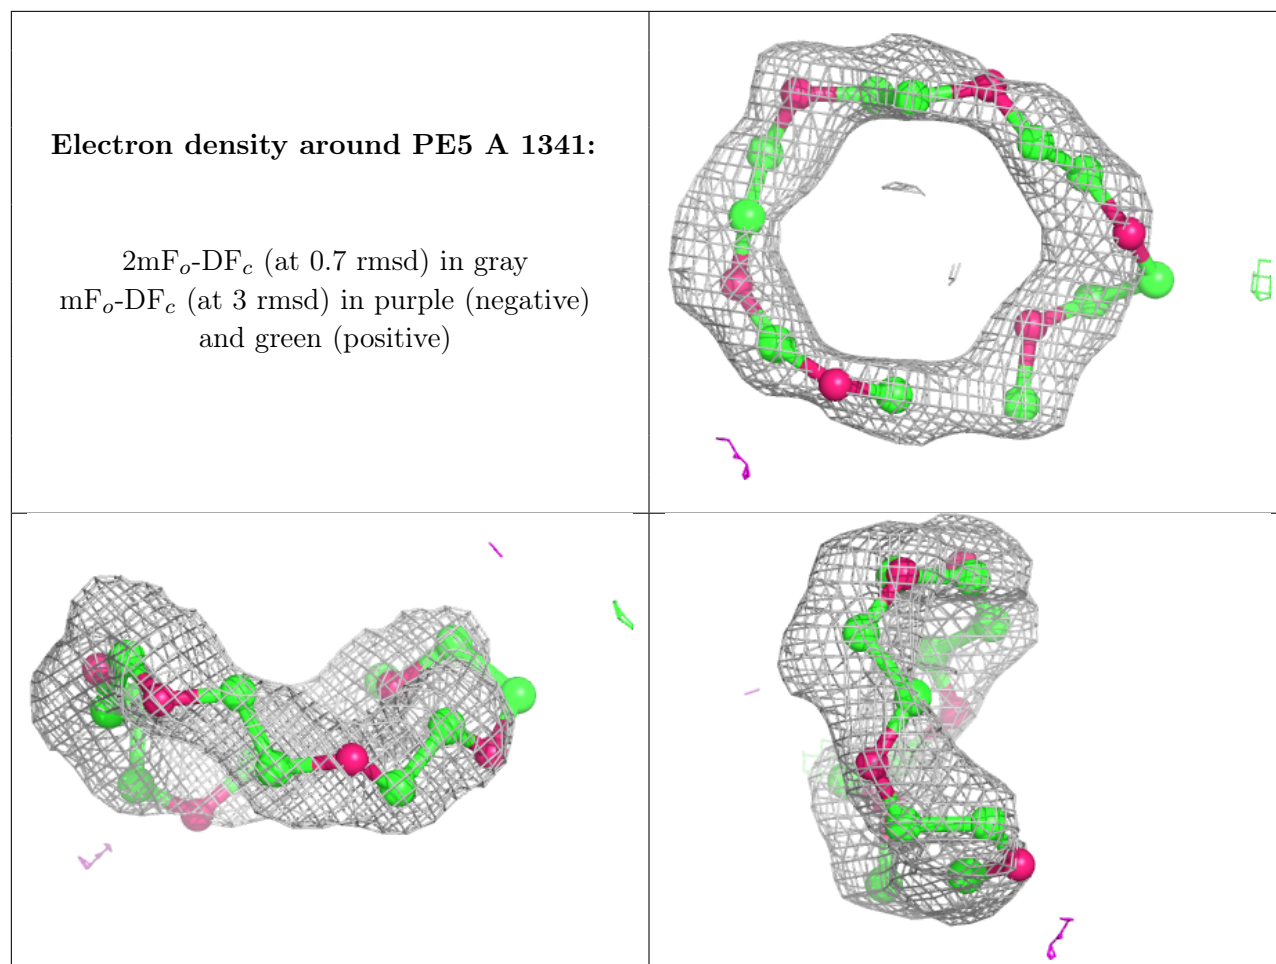 Electron density around PE5 A 1341:
2mFo-DFc (at 0.7 rmsd) in gray
mFo-DFc (at 3 rmsd) in purple (negative)
and green (positive)